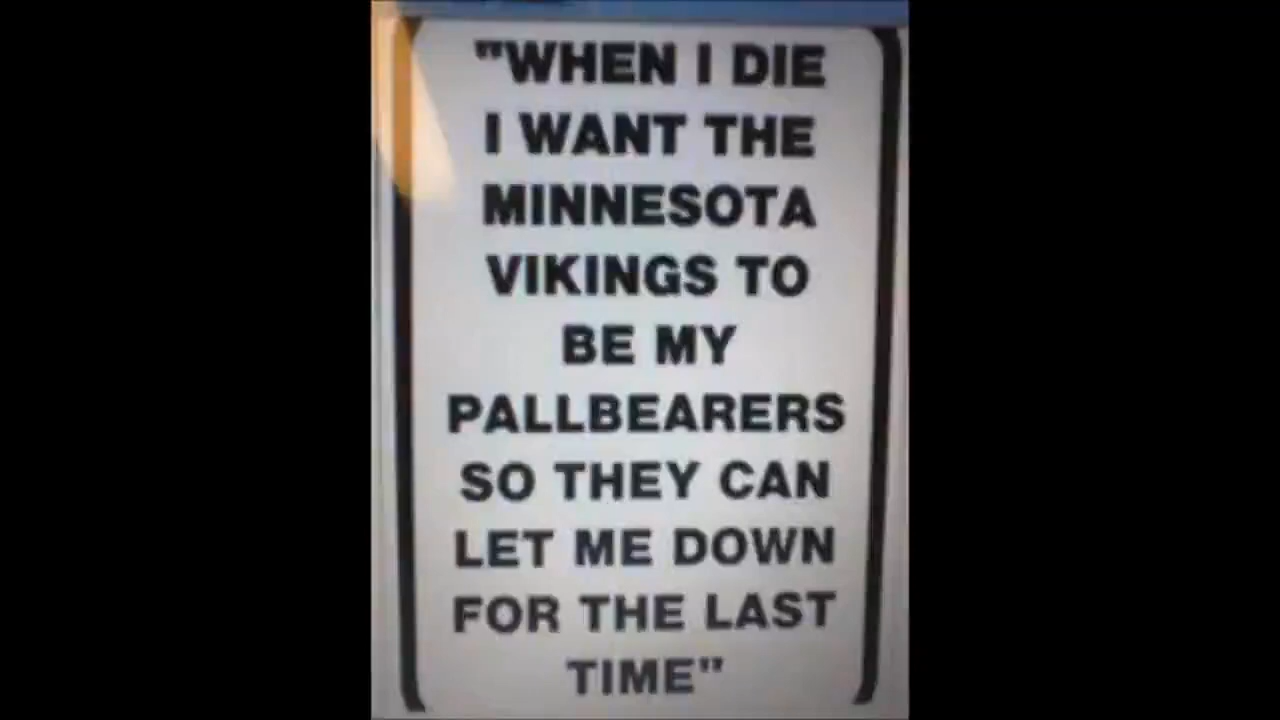 "WHEN I DIE
I WANT THE
MINNESOTA
VIKINGS TO
BE MY
PALLBEARERS
SO THEY CAN
LET ME DOWN
FOR THE LAST
TIME"